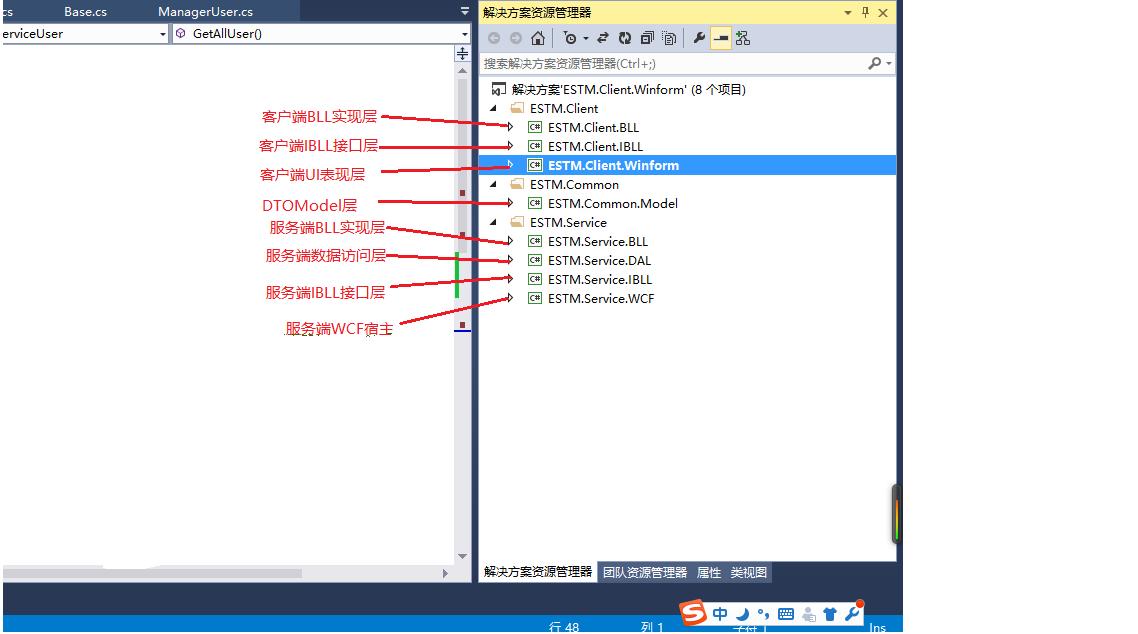 cs
Base.cs
ManagerUser.cs
erviceUser
GetAllUser()
客户端BLL实现层
客户端IBLL接口层
客户端UI表现层
DTOModel层
服务端BLL实现层
服务端数据访问层
服务端IBLL接口层
服务端WCF宿主
解决方案资源管理器
搜索解决方案资源管理器(Ctrl+;)
解决方案'ESTM.Client.Winform' (8 个项目)
ESTM.Client
C# ESTM.Client.BLL
C# ESTM.Client.IBLL
C# ESTM.Client.Winform
ESTM.Common
C# ESTM.Common.Model
ESTM.Service
C# ESTM.Service.BLL
C# ESTM.Service.DAL
C# ESTM.Service.IBLL
C# ESTM.Service.WCF
解决方案资源管理器 团队资源管理器 属性 类视图
S 中
行 48
列 1
字符 1
Ins